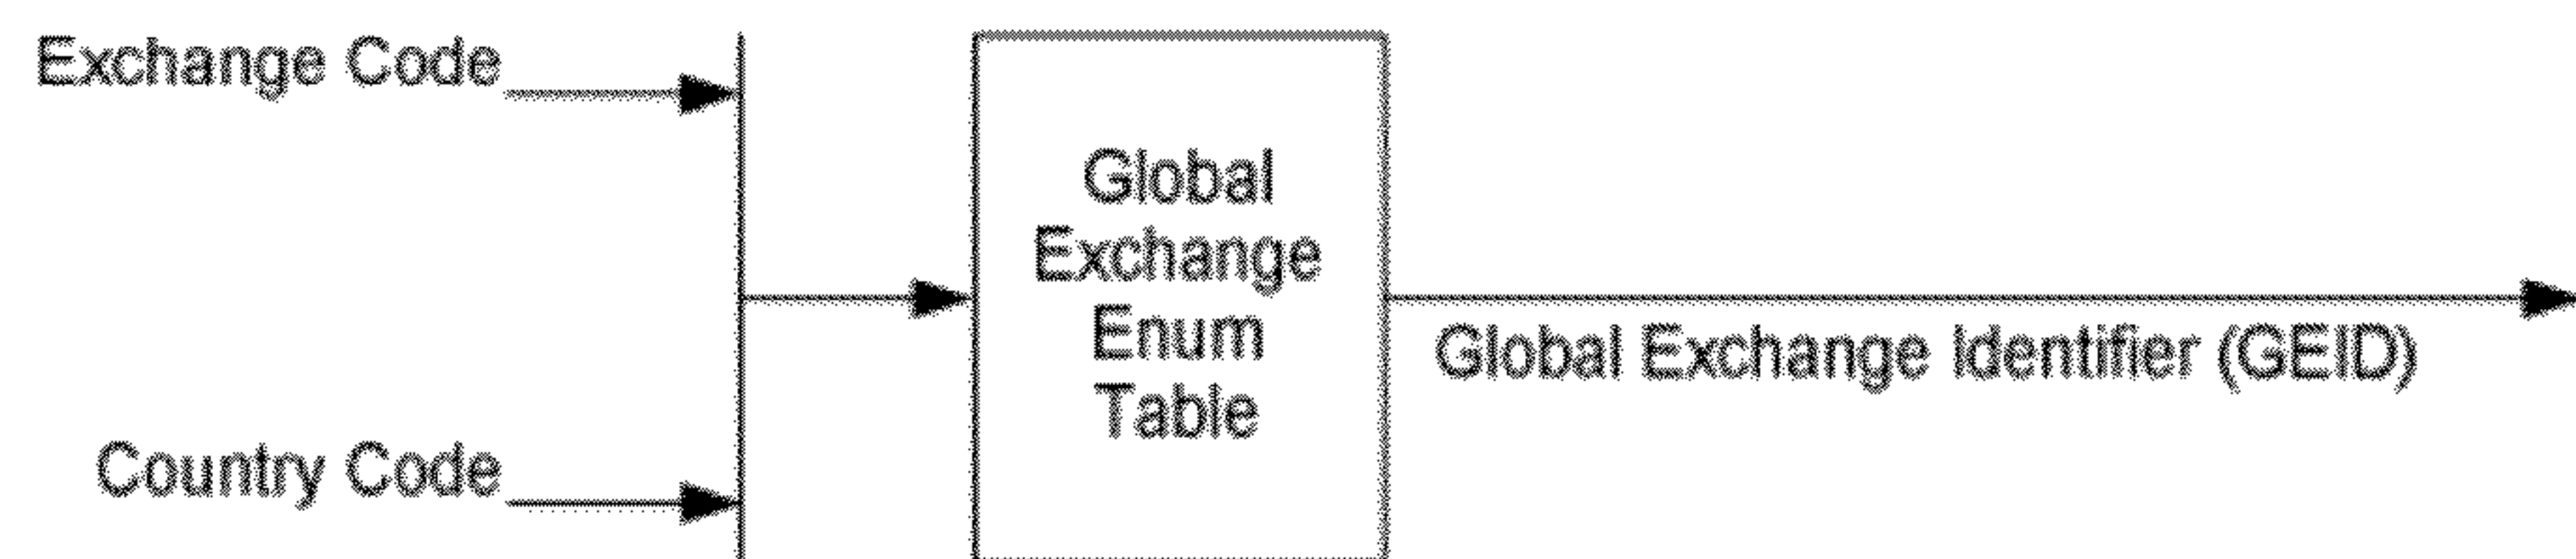 Exchange Code
Global
Exchange
Enum
Table
Global Exchange Identifier (GEID)
Country Code